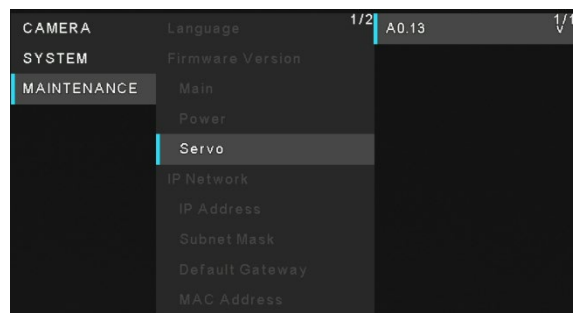 CAMERA
SYSTEM
MAINTENANCE
1/2
Language
Firmware Version
Main
Power
Servo
IP Network
IP Address
Subnet Mask
Default Gateway
MAC Address
1/1
A0.13